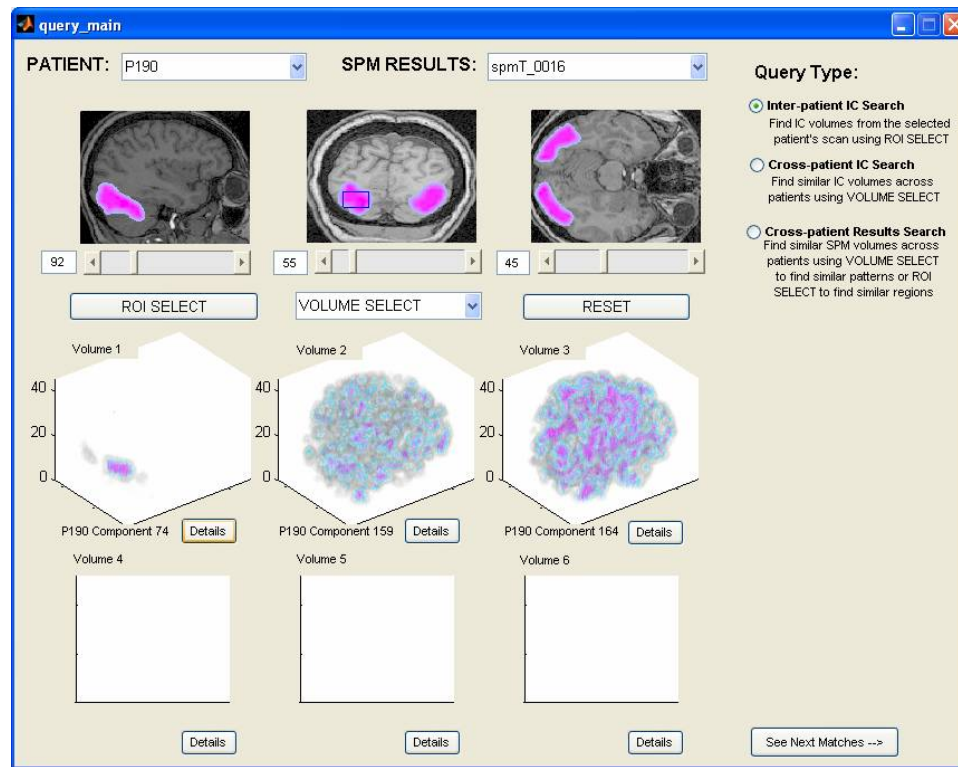 query_main
PATIENT: P190 SPM RESULTS: spmT_0016
Query Type:
Inter-patient IC Search
Find IC volumes from the selected
patient's scan using ROI SELECT
Cross-patient IC Search
Find similar IC volumes across
patients using VOLUME SELECT
Cross-patient Results Search
Find similar SPM volumes across
patients using VOLUME SELECT
to find similar patterns or ROI
SELECT to find similar regions
92 55 45
ROI SELECT VOLUME SELECT RESET
Volume 1 Volume 2 Volume 3
40 40 40
20 20 20
0 0 0
P190 Component 74 Details P190 Component 159 Details P190 Component 164 Details
Volume 4 Volume 5 Volume 6
Details Details Details
See Next Matches -->